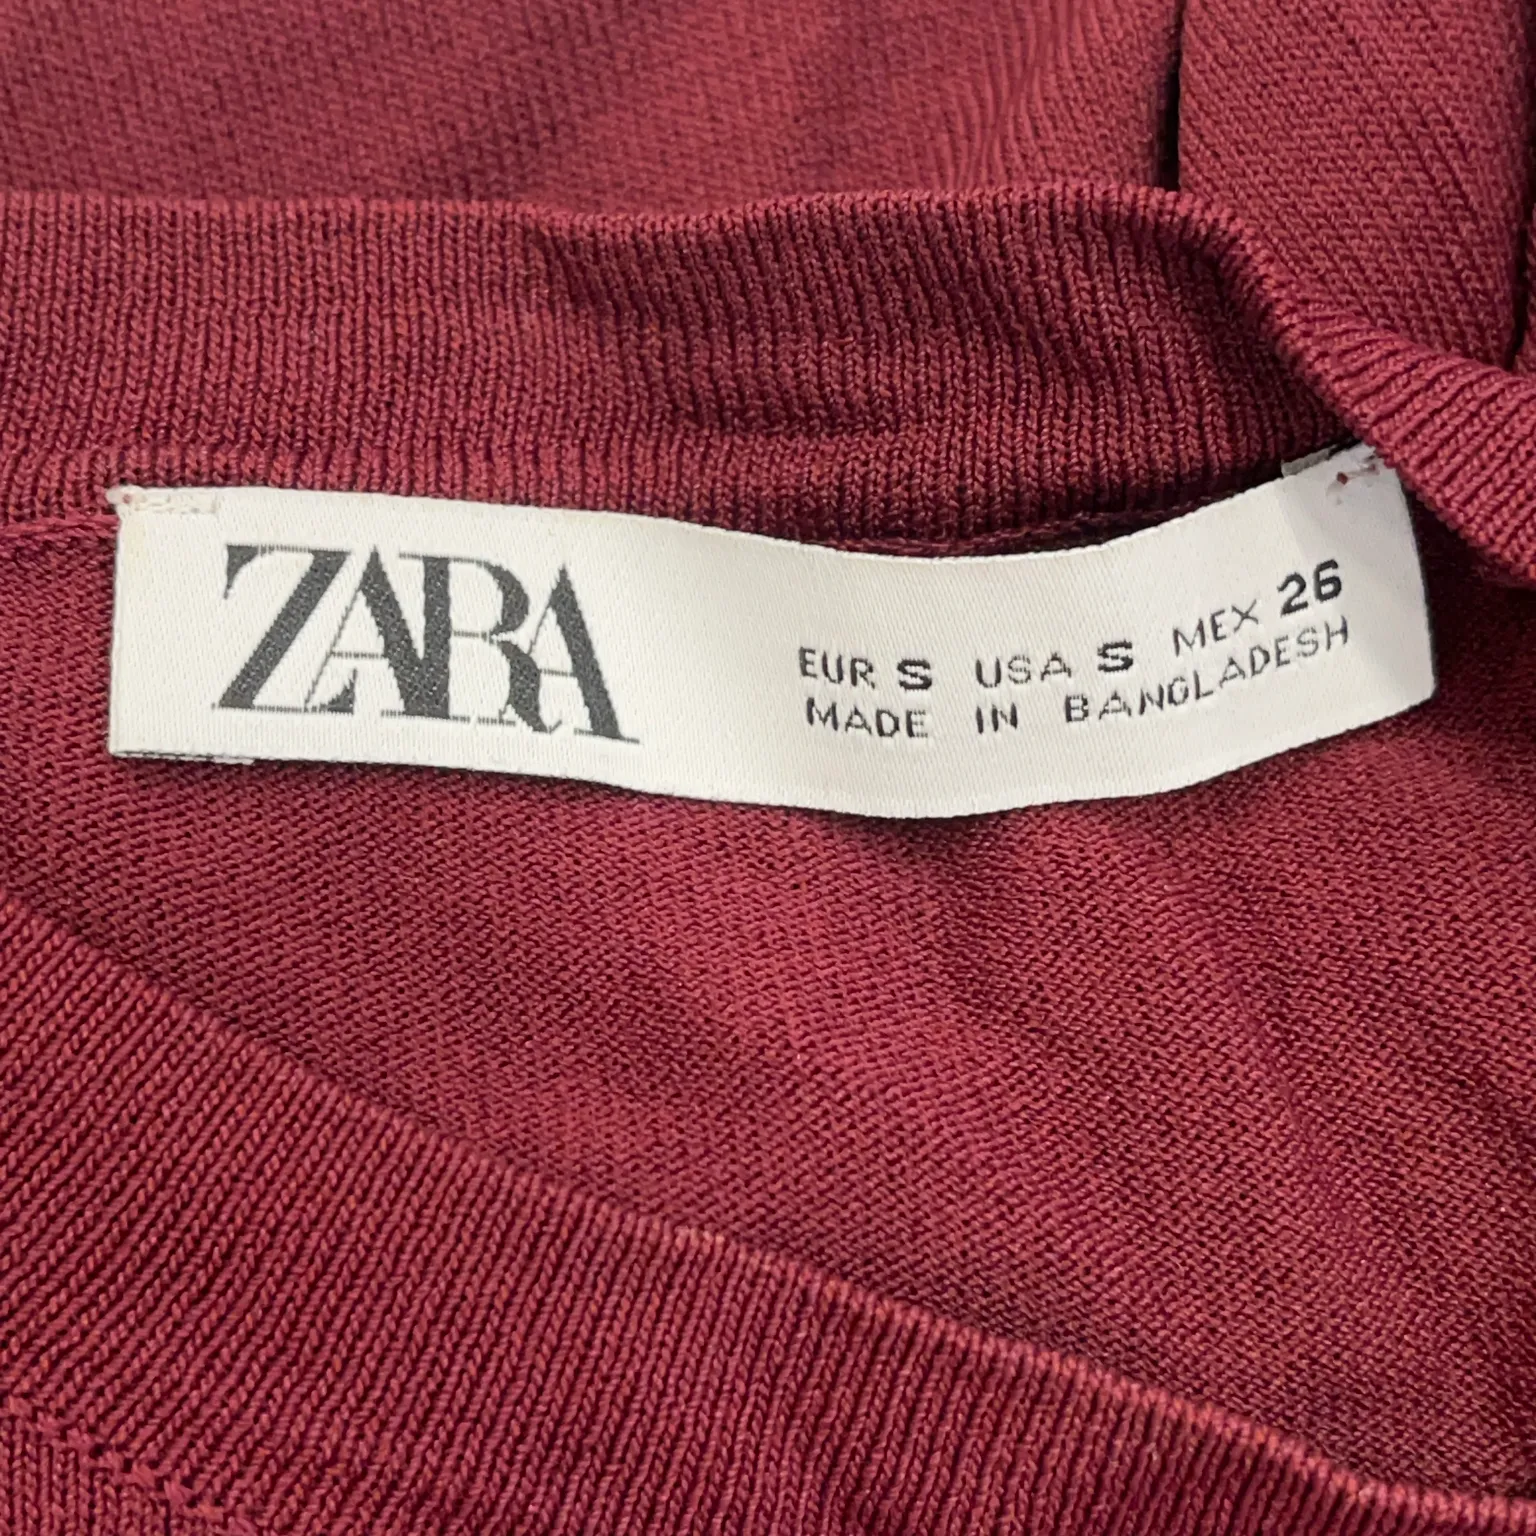 ZARA
EUR S USA S MEX 26
MADE IN BANGLADESH